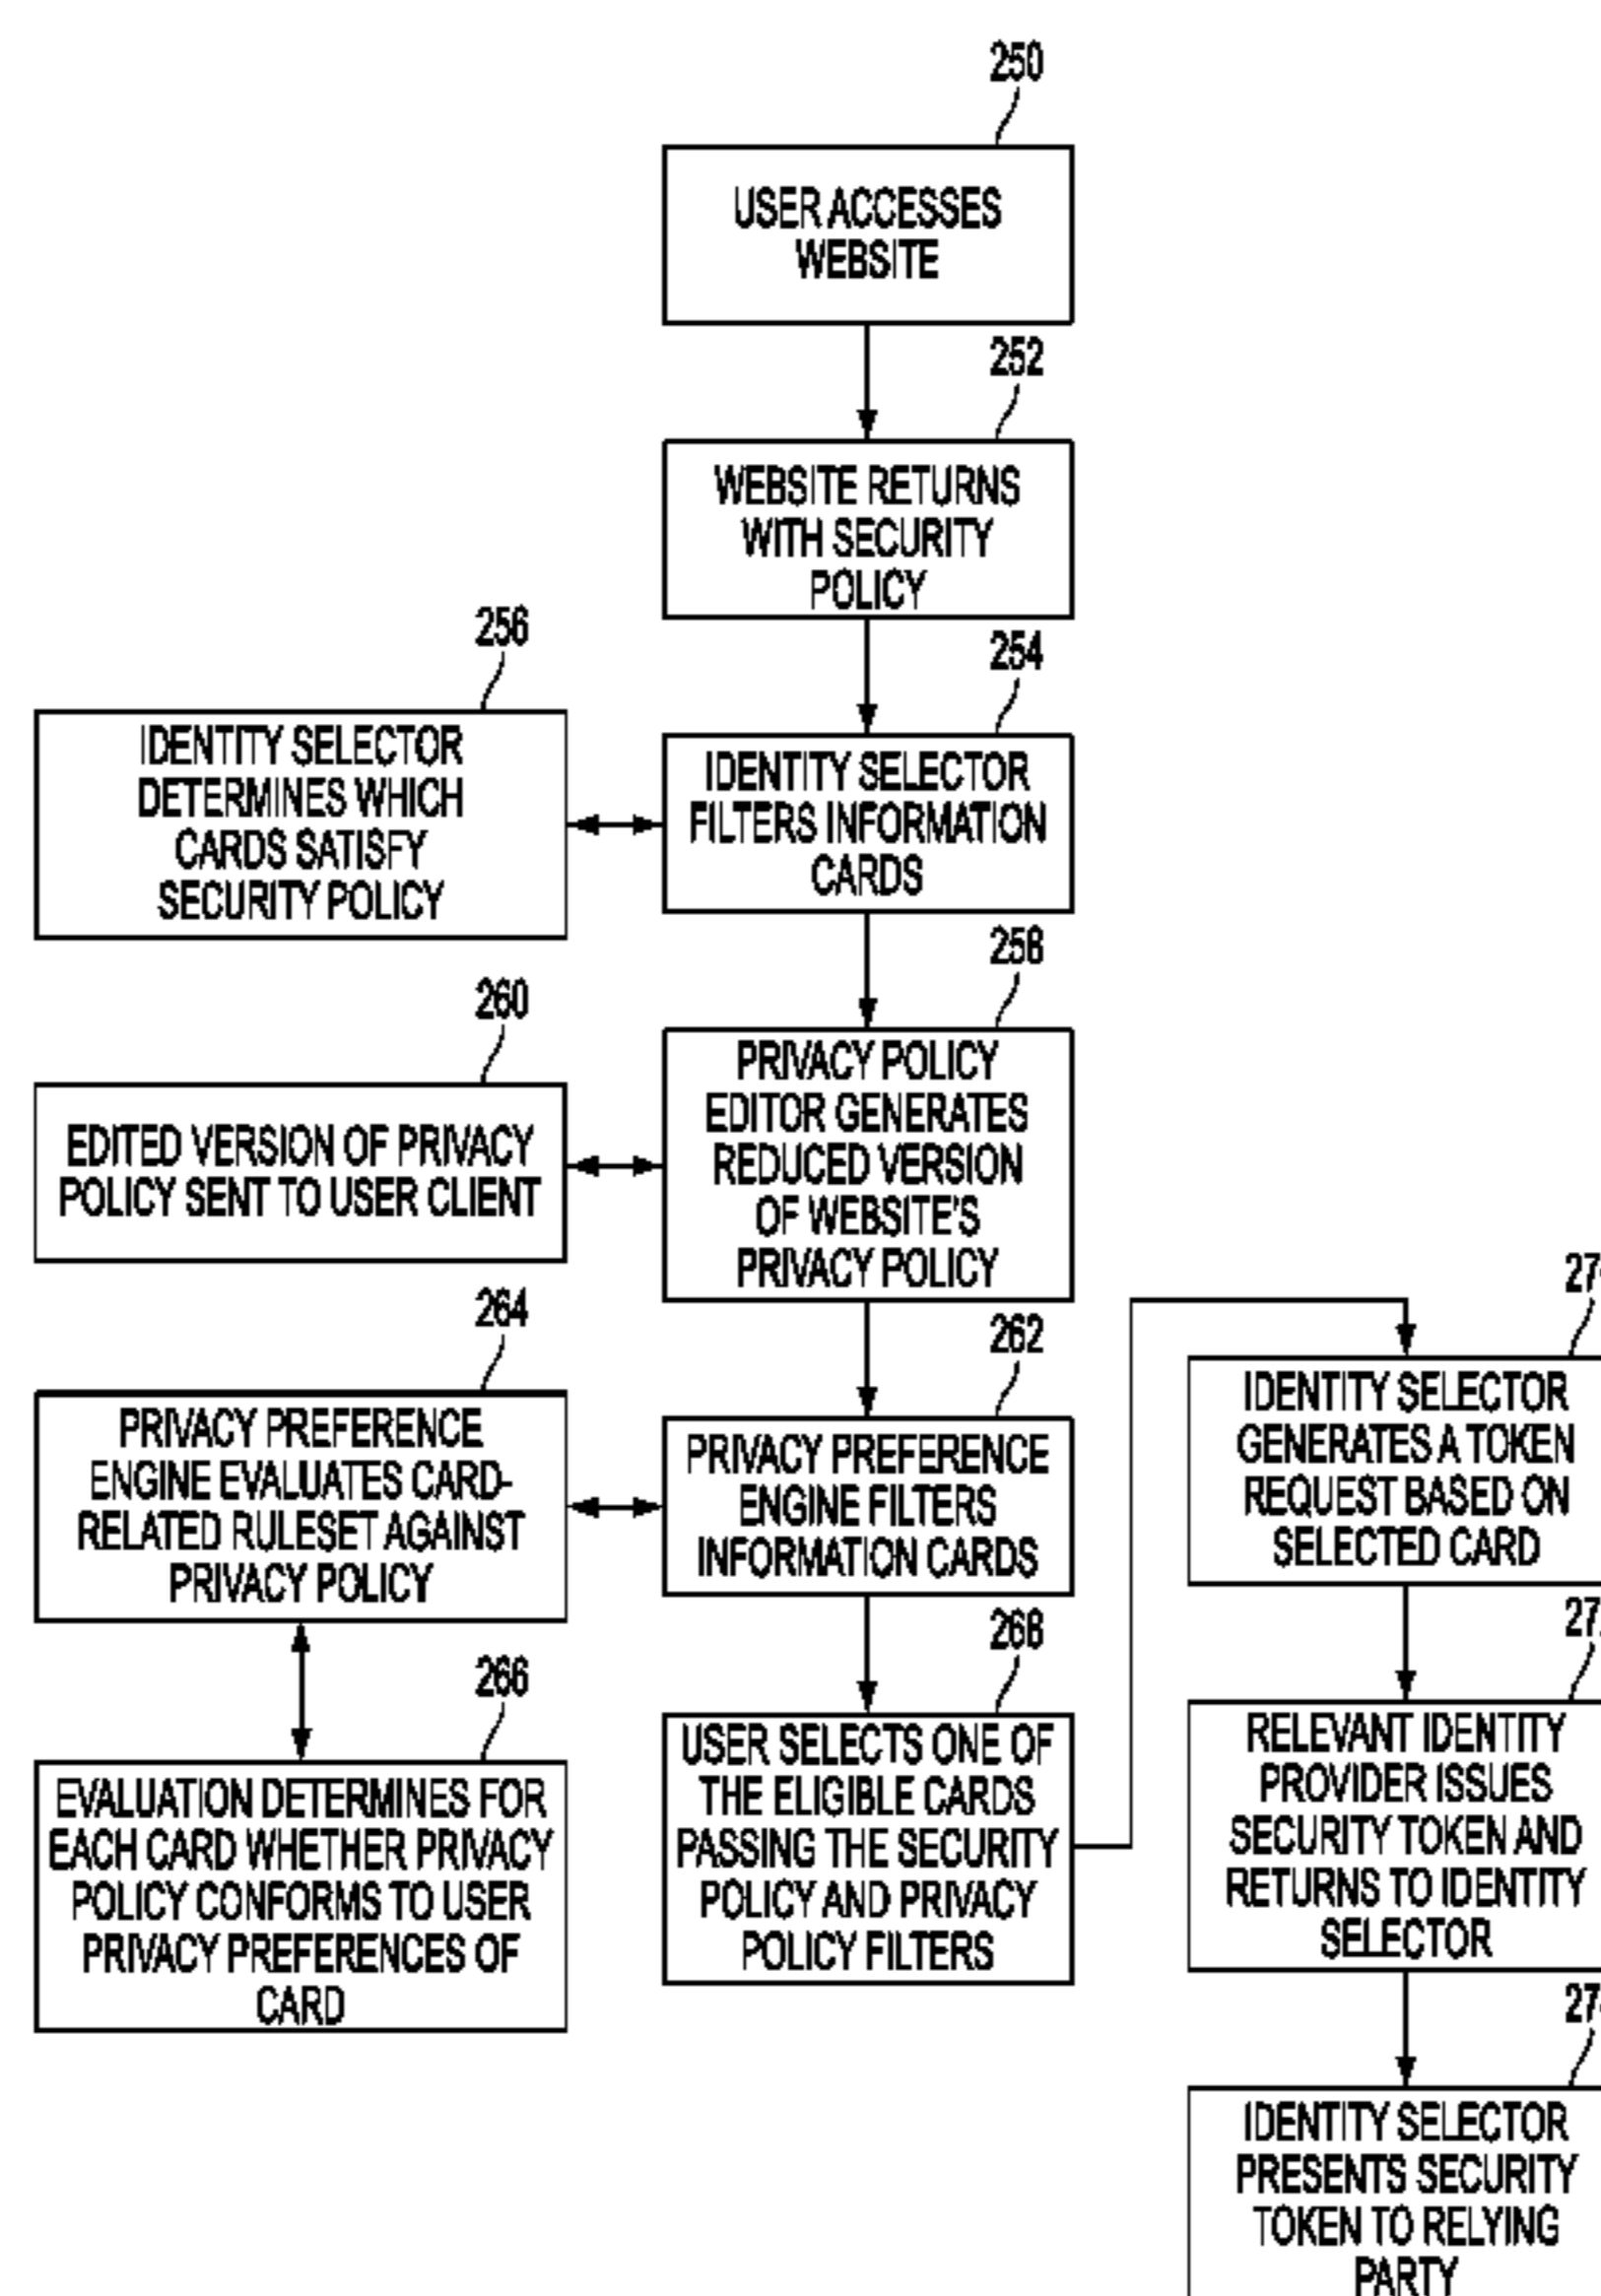 250
USER ACCESSES
WEBSITE
252
WEBSITE RETURNS
WITH SECURITY
POLICY
254
IDENTITY SELECTOR
FILTERS INFORMATION
CARDS
256
IDENTITY SELECTOR
DETERMINES WHICH
CARDS SATISFY
SECURITY POLICY
258
PRIVACY POLICY
EDITOR GENERATES
REDUCED VERSION
OF WEBSITE'S
PRIVACY POLICY
260
EDITED VERSION OF PRIVACY
POLICY SENT TO USER CLIENT
262
PRIVACY PREFERENCE
ENGINE FILTERS
INFORMATION CARDS
264
PRIVACY PREFERENCE
ENGINE EVALUATES CARD-
RELATED RULESET AGAINST
PRIVACY POLICY
266
EVALUATION DETERMINES FOR
EACH CARD WHETHER PRIVACY
POLICY CONFORMS TO USER
PRIVACY PREFERENCES OF
CARD
268
USER SELECTS ONE OF
THE ELIGIBLE CARDS
PASSING THE SECURITY
POLICY AND PRIVACY
POLICY FILTERS
IDENTITY SELECTOR
GENERATES A TOKEN
REQUEST BASED ON
SELECTED CARD
RELEVANT IDENTITY
PROVIDER ISSUES
SECURITY TOKEN AND
RETURNS TO IDENTITY
SELECTOR
IDENTITY SELECTOR
PRESENTS SECURITY
TOKEN TO RELYING
PARTY